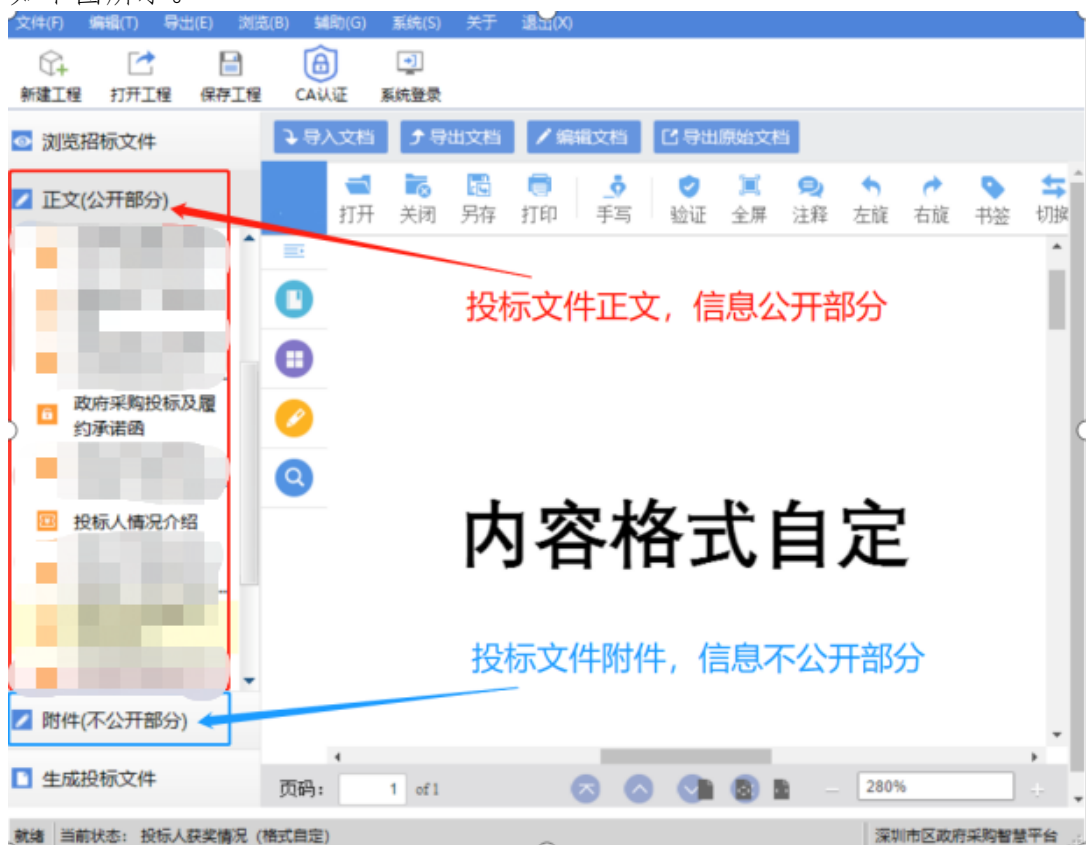 文件(F) 编辑(T) 导出(E) 浏览(B) 辅助(G) 系统(S) 关于 退出(X)
新建工程 打开工程 保存工程 CA认证 系统登录
浏览招标文件
导入文档 导出文档 编辑文档 导出原始文档
正文(公开部分)
打开 关闭 另存 打印 手写 验证 全屏 注释 左旋 右旋 书签 切换
投标文件正文，信息公开部分
政府采购投标及履
约承诺函
投标人情况介绍
内容格式自定
投标文件附件，信息不公开部分
附件(不公开部分)
生成投标文件
页码: 1 of 1 280%
就绪 当前状态: 投标人获奖情况 (格式自定) 深圳市区政府采购智慧平台